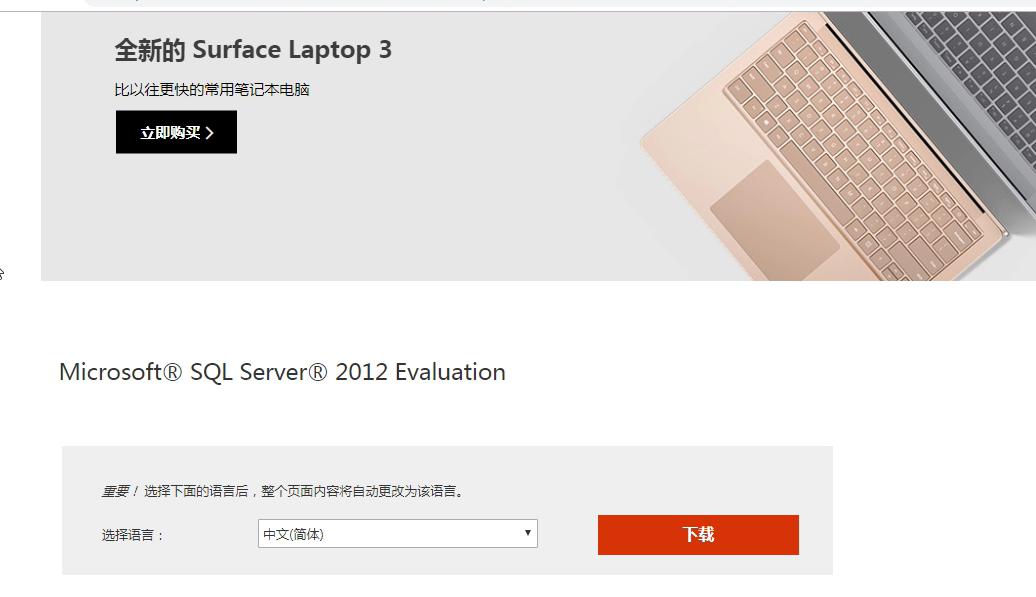 全新的 Surface Laptop 3
比以往更快的常用笔记本电脑
立即购买
Microsoft® SQL Server® 2012 Evaluation
重要！选择下面的语言后，整个页面内容将自动更改为该语言。
选择语言：
中文(简体)
下载